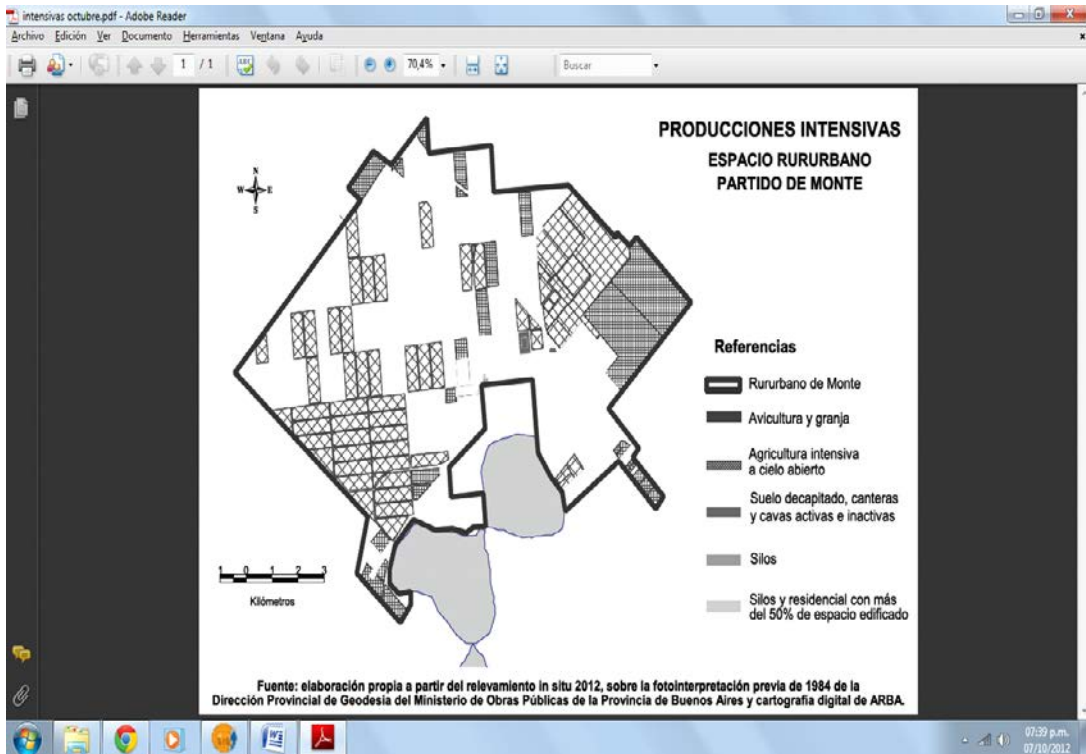 intensivas octubre.pdf - Adobe Reader
Archivo Edición Ver Documento Herramientas Ventana Ayuda
1 / 1 70,4% Buscar
PRODUCCIONES INTENSIVAS
ESPACIO RURURBANO
PARTIDO DE MONTE
N
W E
S
Referencias
Rururbano de Monte
Avicultura y granja
Agricultura intensiva
a cielo abierto
Suelo decapitado, canteras
y cavas activas e inactivas
Silos
Silos y residencial con más
del 50% de espacio edificado
1 0 1 2 3
Kilómetros
Fuente: elaboración propia a partir del relevamiento in situ 2012, sobre la fotointerpretación previa de 1984 de la
Dirección Provincial de Geodesia del Ministerio de Obras Públicas de la Provincia de Buenos Aires y cartografía digital de ARBA.
07:39 p.m.
07/10/2012